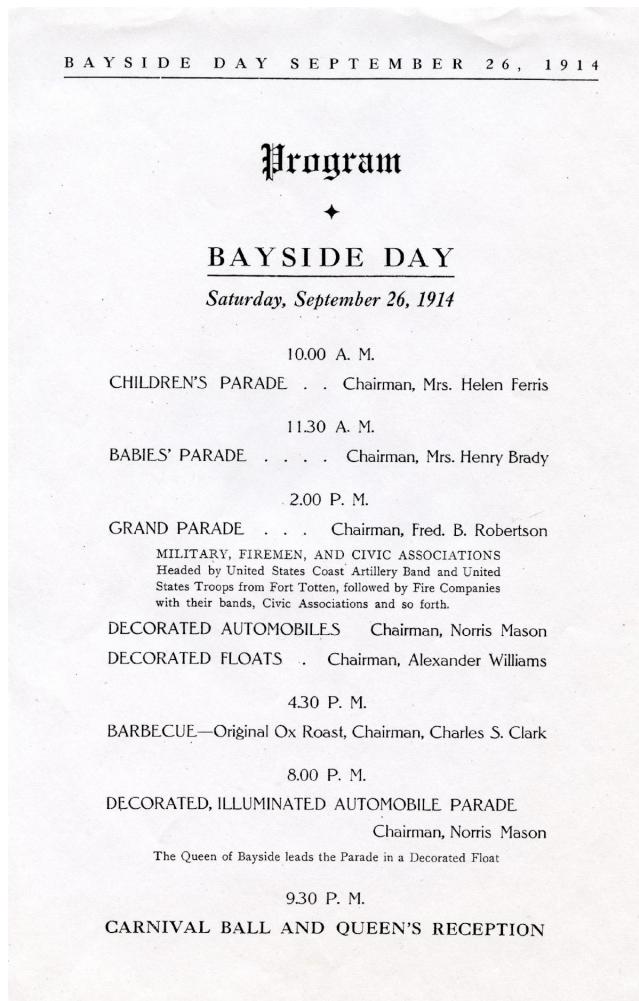 BAYSIDE DAY SEPTEMBER 26, 1914
Program
BAYSIDE DAY
Saturday, September 26, 1914
10.00 A. M.
CHILDREN'S PARADE . . Chairman, Mrs. Helen Ferris
11.30 A. M.
BABIES' PARADE . . . . Chairman, Mrs. Henry Brady
2.00 P. M.
GRAND PARADE . . . Chairman, Fred. B. Robertson
MILITARY, FIREMEN, AND CIVIC ASSOCIATIONS
Headed by United States Coast Artillery Band and United
States Troops from Fort Totten, followed by Fire Companies
with their bands, Civic Associations and so forth.
DECORATED AUTOMOBILES Chairman, Norris Mason
DECORATED FLOATS . Chairman, Alexander Williams
4.30 P. M.
BARBECUE—Original Ox Roast, Chairman, Charles S. Clark
8.00 P. M.
DECORATED, ILLUMINATED AUTOMOBILE PARADE
Chairman, Norris Mason
The Queen of Bayside leads the Parade in a Decorated Float
9.30 P. M.
CARNIVAL BALL AND QUEEN'S RECEPTION